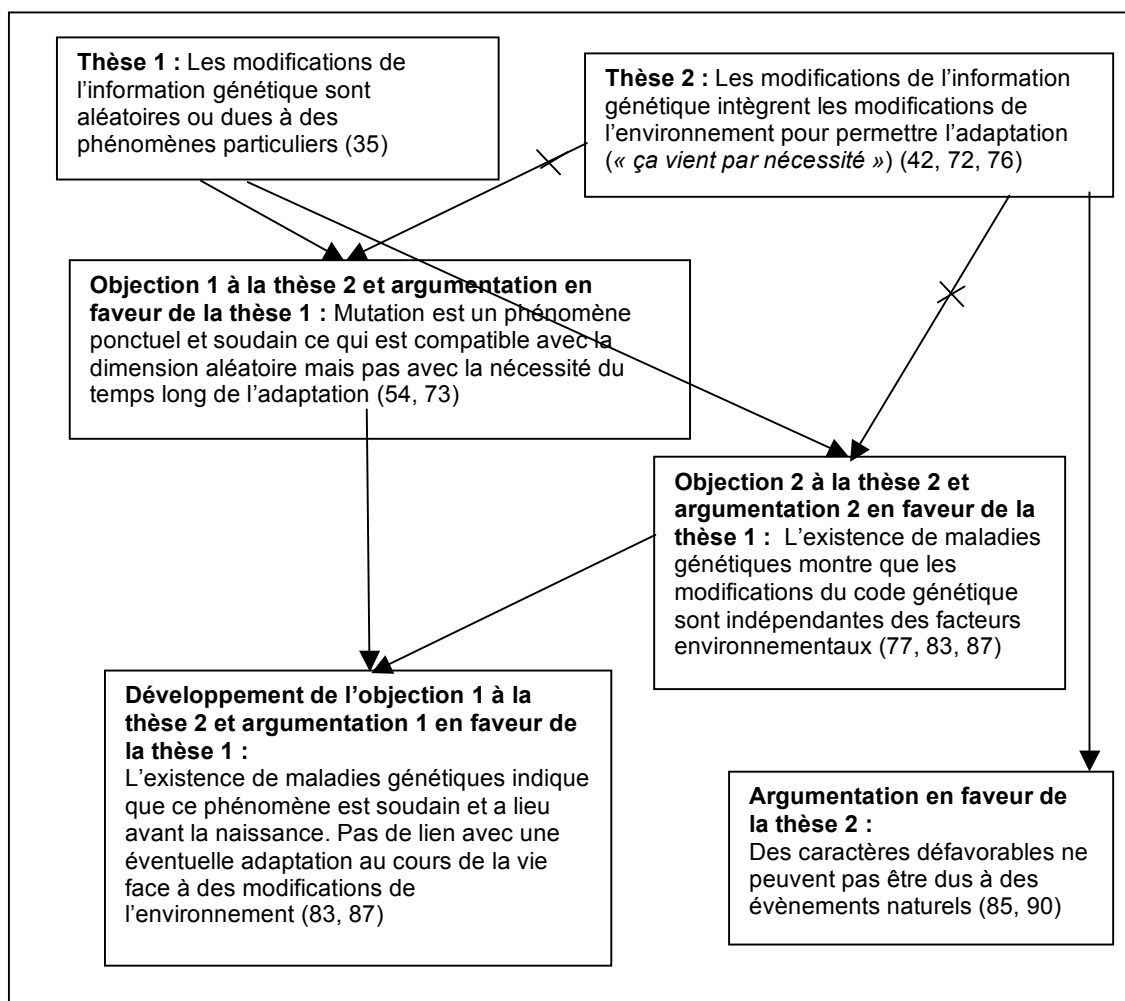 Thèse 1 : Les modifications de
l’information génétique sont
aléatoires ou dues à des
phénomènes particuliers (35)
Thèse 2 : Les modifications de l’information
génétique intègrent les modifications de
l’environnement pour permettre l’adaptation
(« ça vient par nécessité ») (42, 72, 76)
Objection 1 à la thèse 2 et argumentation en
faveur de la thèse 1 : Mutation est un phénomène
ponctuel et soudain ce qui est compatible avec la
dimension aléatoire mais pas avec la nécessité du
temps long de l’adaptation (54, 73)
Objection 2 à la thèse 2 et
argumentation 2 en faveur de la
thèse 1 : L’existence de maladies
génétiques montre que les
modifications du code génétique
sont indépendantes des facteurs
environnementaux (77, 83, 87)
Développement de l’objection 1 à la
thèse 2 et argumentation 1 en faveur de
la thèse 1 :
L’existence de maladies génétiques indique
que ce phénomène est soudain et a lieu
avant la naissance. Pas de lien avec une
éventuelle adaptation au cours de la vie
face à des modifications de
l’environnement (83, 87)
Argumentation en faveur de
la thèse 2 :
Des caractères défavorables ne
peuvent pas être dus à des
évènements naturels (85, 90)